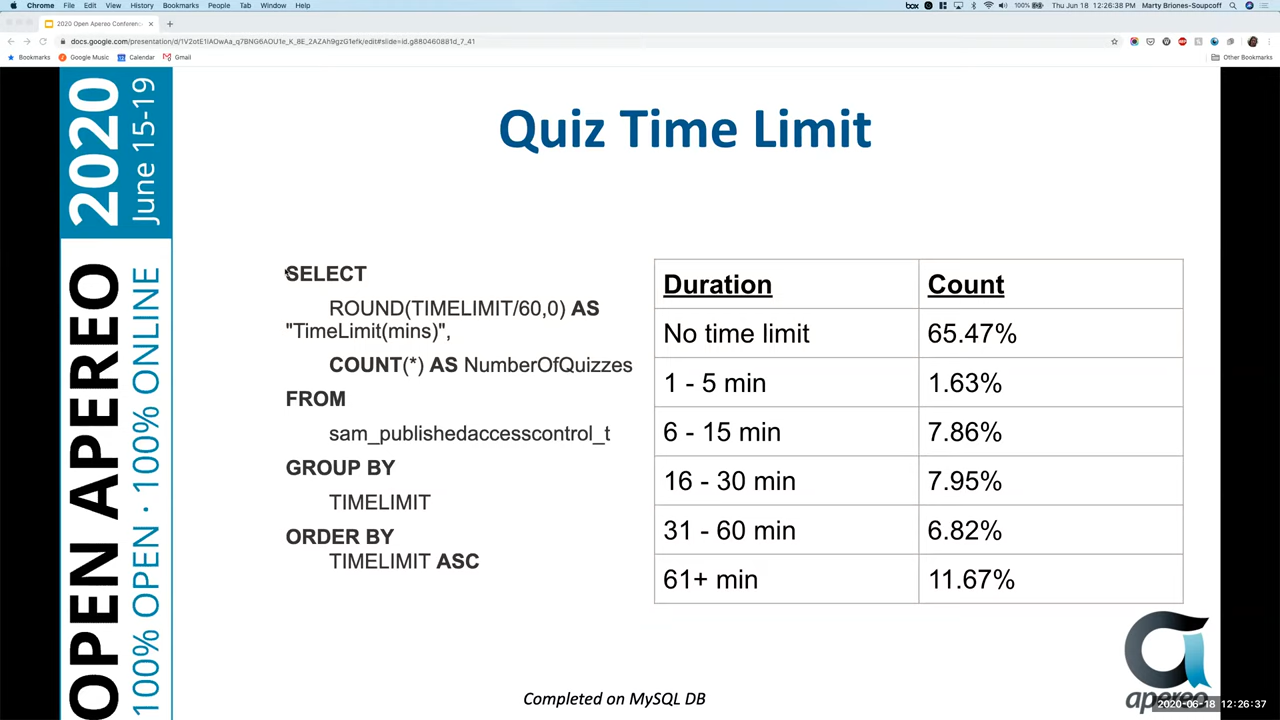 Chrome File Edit View History Bookmarks People Tab Window Help
box 100% Thu Jun 18 12:26:38 PM Marty Briones-Soupcoff
2020 Open Apereo Conferenc
Bookmarks Google Music Calendar Gmail
Other Bookmarks
OPEN APEREO 2020
100% OPEN · 100% ONLINE June 15-19
Quiz Time Limit
SELECT
ROUND(TIMELIMIT/60,0) AS
"TimeLimit(mins)",
COUNT(*) AS NumberOfQuizzes
FROM
sam_publishedaccesscontrol_t
GROUP BY
TIMELIMIT
ORDER BY
TIMELIMIT ASC
Duration Count
No time limit 65.47%
1 - 5 min 1.63%
6 - 15 min 7.86%
16 - 30 min 7.95%
31 - 60 min 6.82%
61+ min 11.67%
Completed on MySQL DB
apereo
2020-06-18 12:26:37